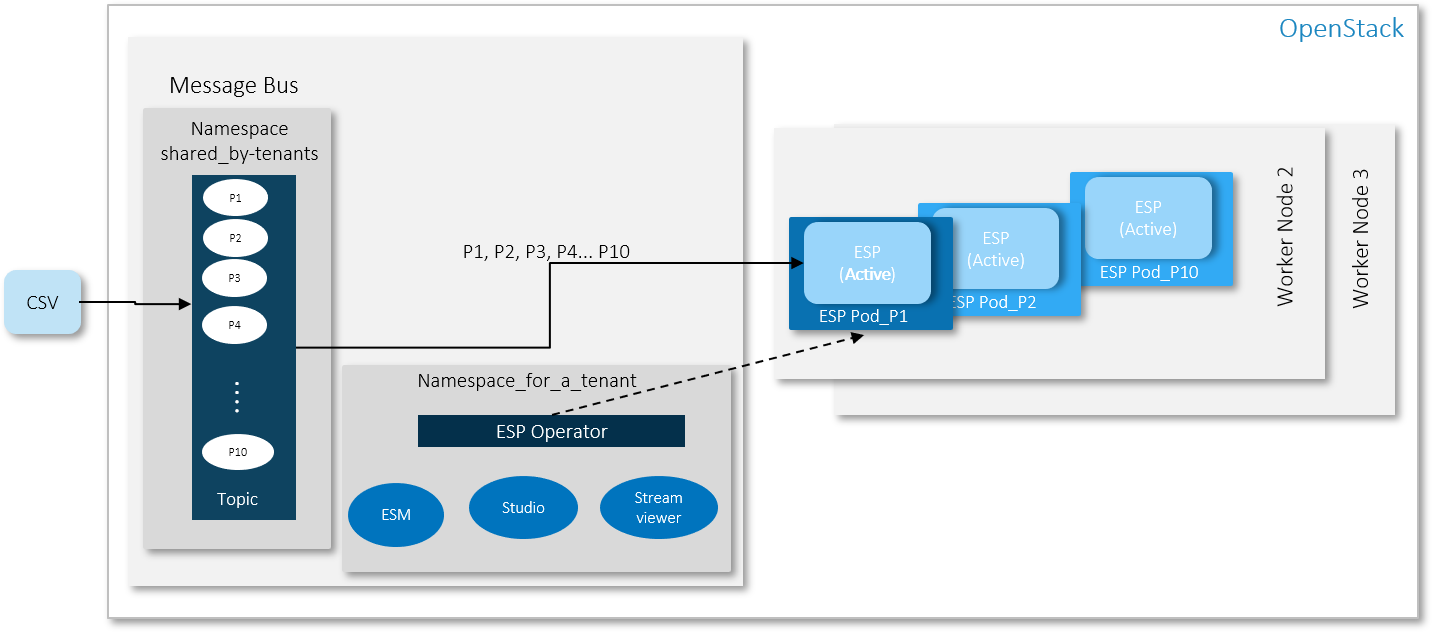 OpenStack
Message Bus
Namespace
shared_by-tenants
P1
P2
P3
P4
P10
Topic
CSV
P1, P2, P3, P4... P10
Namespace_for_a_tenant
ESP Operator
ESM
Studio
Stream
viewer
ESP
(Active)
ESP Pod_P1
ESP
(Active)
ESP Pod_P2
ESP
(Active)
ESP Pod_P10
Worker Node 2
Worker Node 3